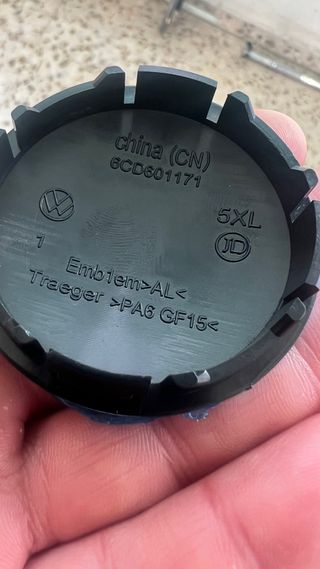 china (CN)
6CD601171
5XL
1
Emblem>AL<
Traeger >PA6 GF15<